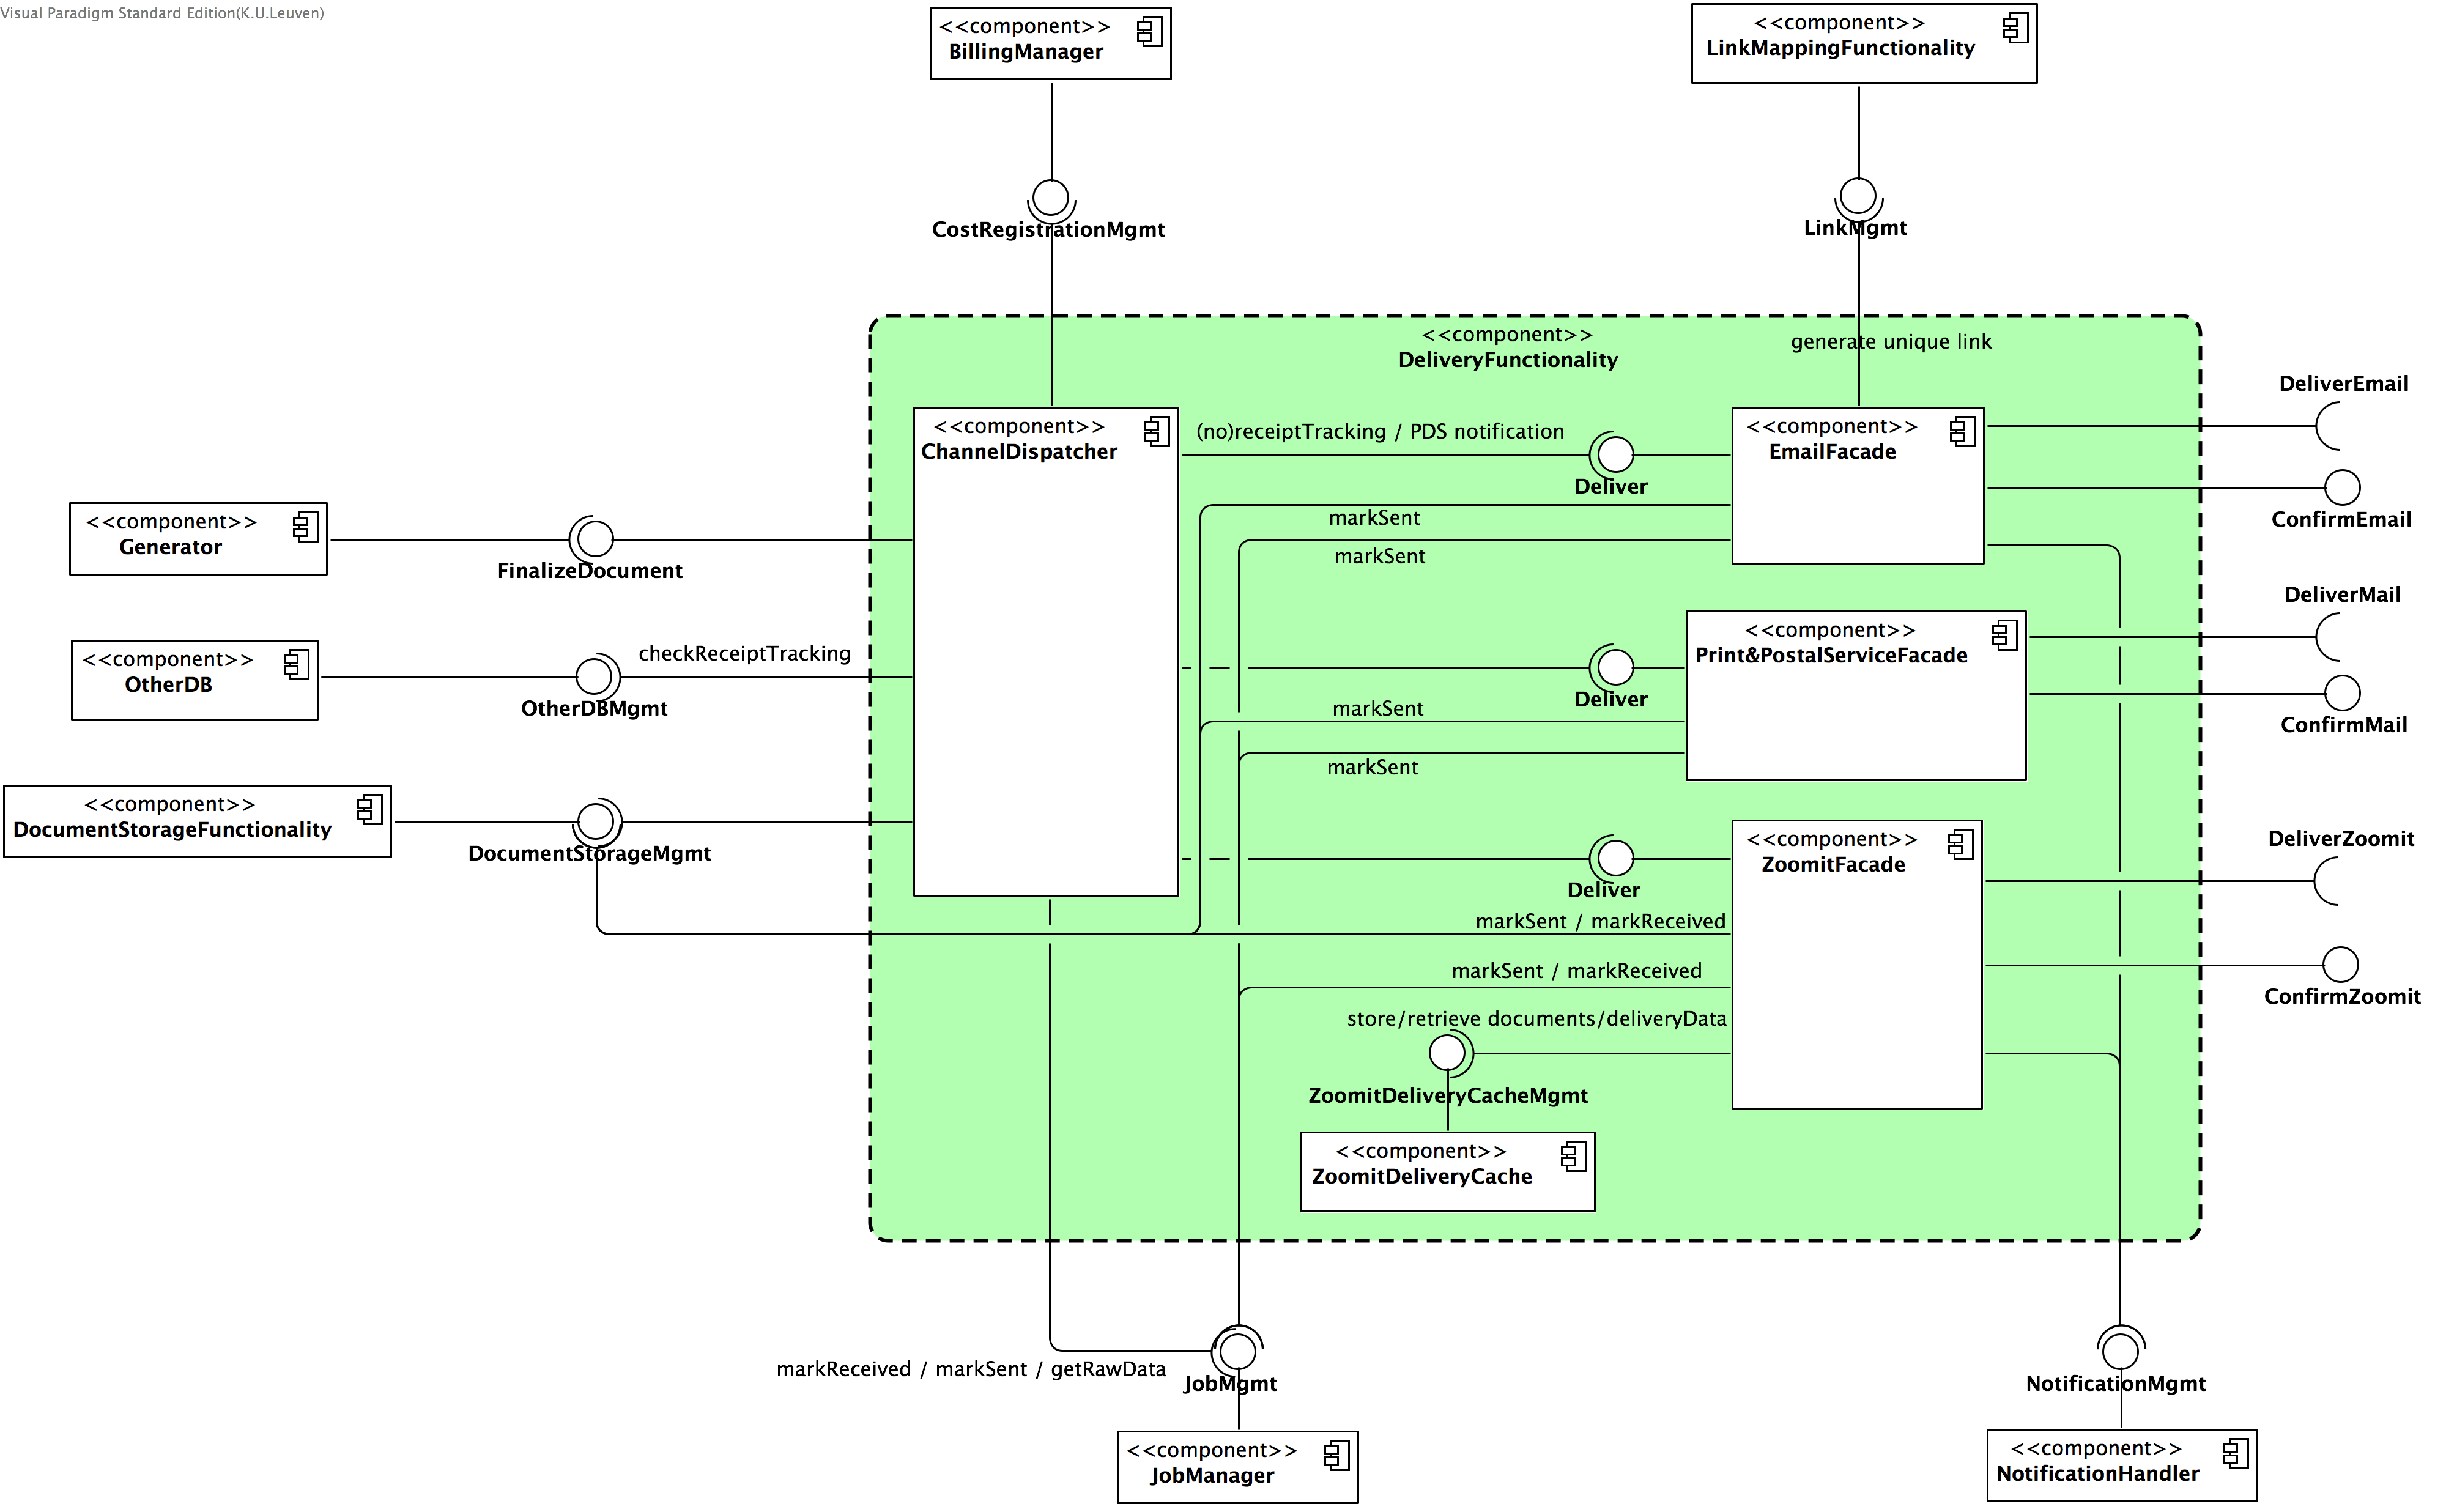 Visual Paradigm Standard Edition(K.U.Leuven)
<<component>>
BillingManager
<<component>>
LinkMappingFunctionality
CostRegistrationMgmt
LinkMgmt
<<component>>
DeliveryFunctionality
generate unique link
<<component>>
ChannelDispatcher
(no)receiptTracking / PDS notification
Deliver
<<component>>
EmailFacade
DeliverEmail
ConfirmEmail
markSent
markSent
<<component>>
Generator
FinalizeDocument
<<component>>
OtherDB
OtherDBMgmt
checkReceiptTracking
Deliver
<<component>>
Print&PostalServiceFacade
DeliverMail
ConfirmMail
markSent
markSent
<<component>>
DocumentStorageFunctionality
DocumentStorageMgmt
Deliver
<<component>>
ZoomitFacade
DeliverZoomit
ConfirmZoomit
markSent / markReceived
markSent / markReceived
store/retrieve documents/deliveryData
ZoomitDeliveryCacheMgmt
<<component>>
ZoomitDeliveryCache
markReceived / markSent / getRawData
JobMgmt
NotificationMgmt
<<component>>
JobManager
<<component>>
NotificationHandler